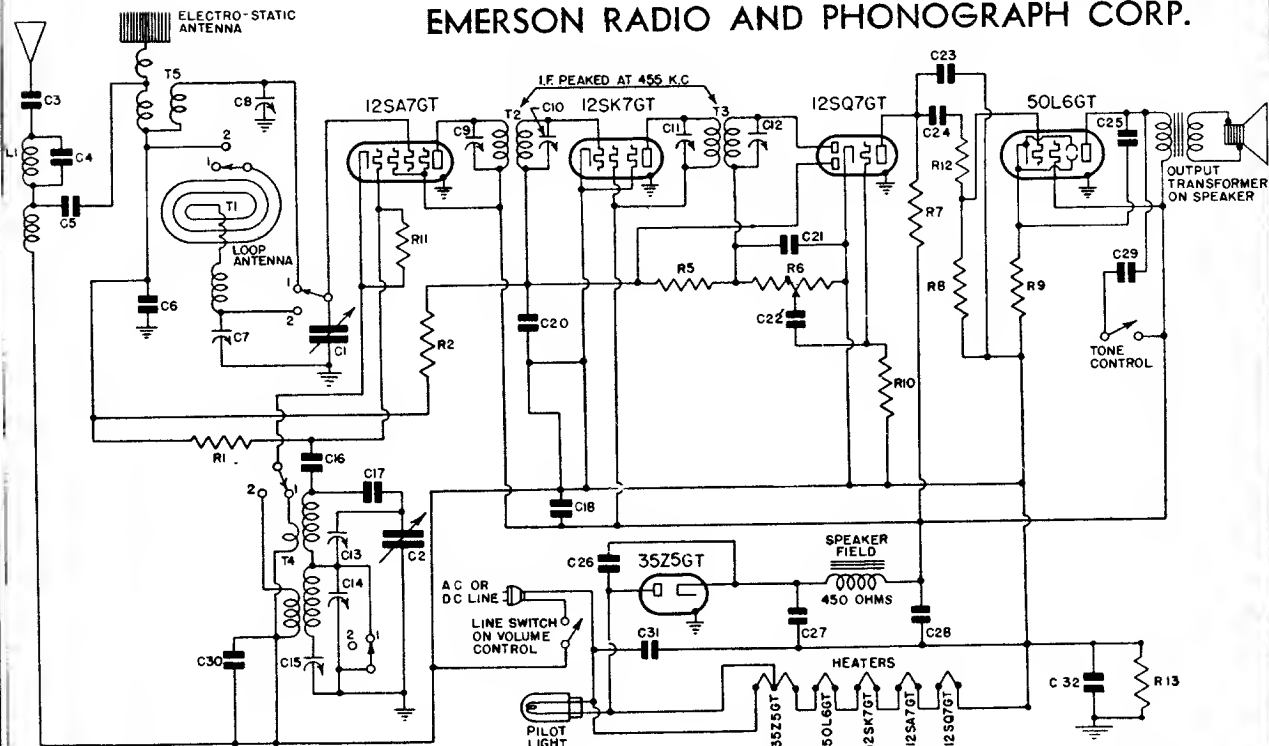 EMERSON RADIO AND PHONOGRAPH CORP.
ELECTRO-STATIC
ANTENNA
C3
T5
C8
L1
C4
C5
2
1
T1
LOOP
ANTENNA
C6
C7
1
2
C1
12SA7GT
R11
R2
I.F. PEAKED AT 455 K.C
C9
T2
C10
12SK7GT
C11
T3
C12
C20
R5
C21
R6
C22
12SQ7GT
C23
C24
R12
R7
R8
R10
50L6GT
C25
R9
C29
TONE
CONTROL
OUTPUT
TRANSFORMER
ON SPEAKER
R1
C16
C17
2
1
T4
C13
C2
C14
2
1
C15
C30
C18
C26
35Z5GT
SPEAKER
FIELD
450 OHMS
A C OR
D C LINE
LINE SWITCH
ON VOLUME
CONTROL
C31
C27
C28
HEATERS
35Z5GT
50L6GT
12SK7GT
12SA7GT
12SQ7GT
PILOT
LIGHT
C 32
R13